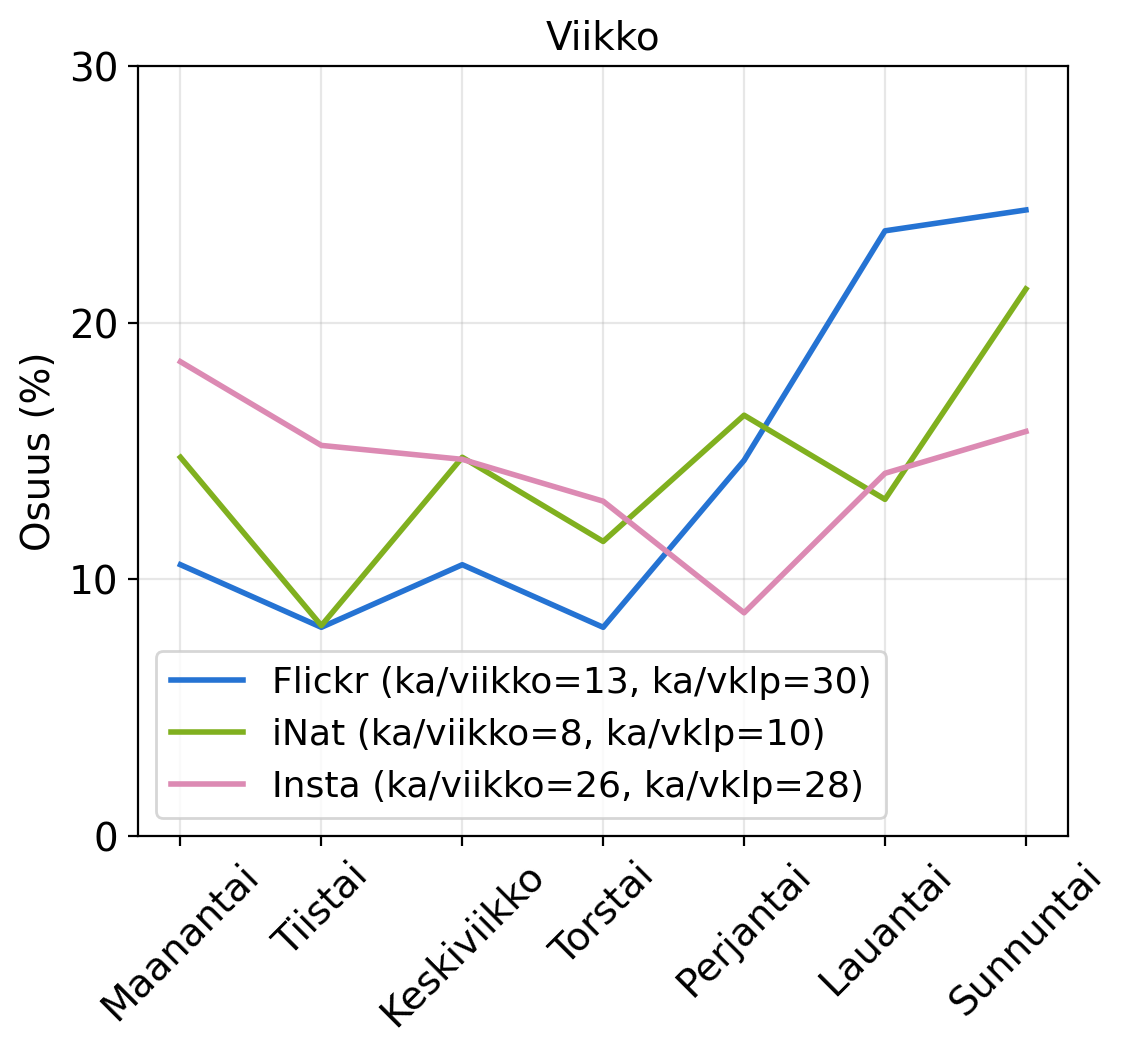 Viikko
30
20
10
0
Osuus (%)
Flickr (ka/viikko=13, ka/vklp=30)
iNat (ka/viikko=8, ka/vklp=10)
Insta (ka/viikko=26, ka/vklp=28)
Maanantai
Tiistai
Keskiviikko
Torstai
Perjantai
Lauantai
Sunnuntai